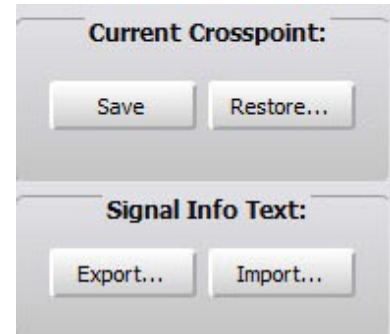 Current Crosspoint:
Save Restore...
Signal Info Text:
Export... Import...